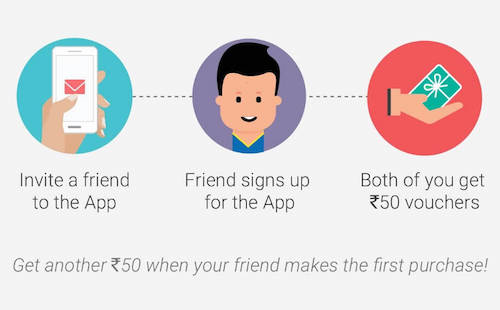 Invite a friend
to the App
Friend signs up
for the App
Both of you get
₹50 vouchers
Get another ₹50 when your friend makes the first purchase!